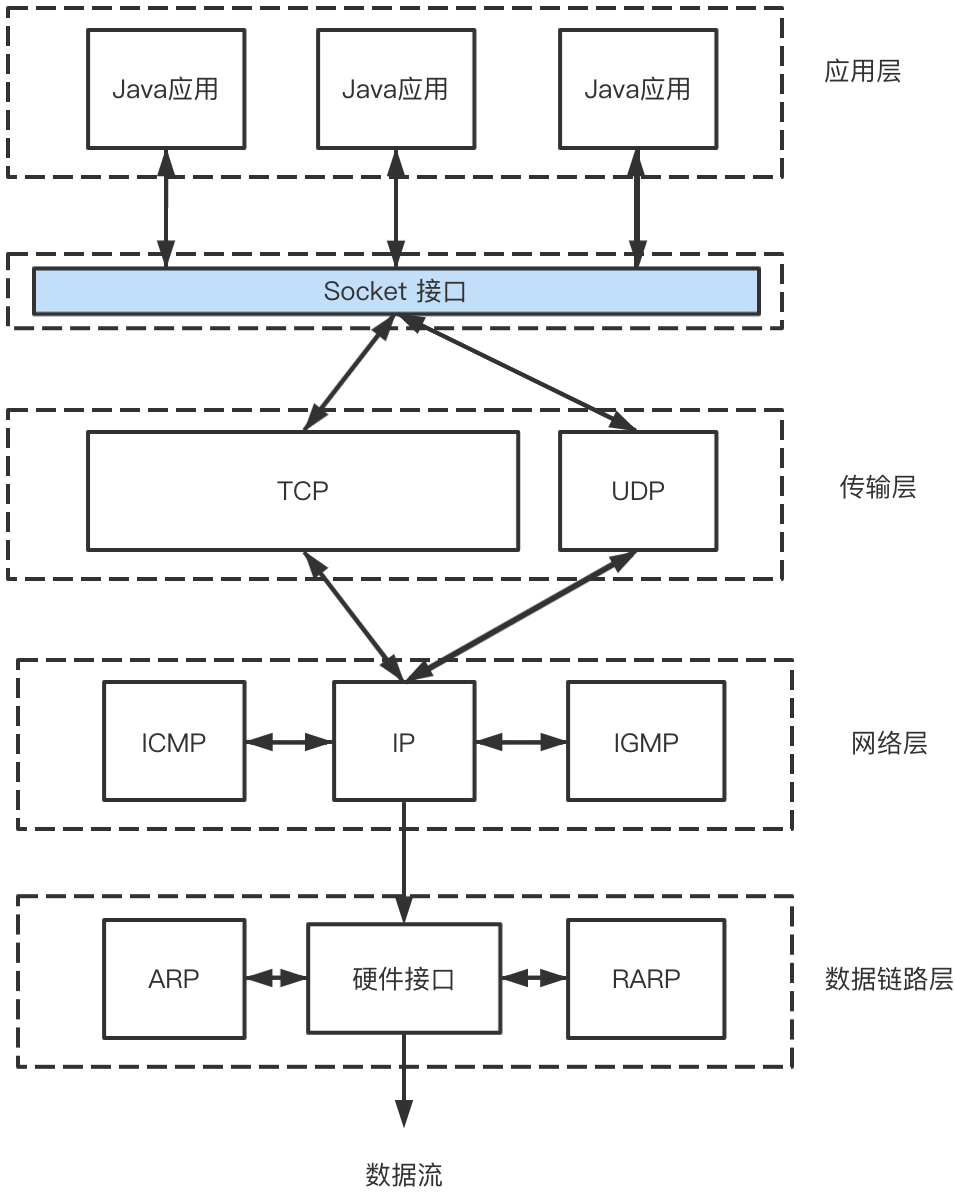 Java应用
Java应用
Java应用
应用层
Socket 接口
TCP
UDP
传输层
ICMP
IP
IGMP
网络层
ARP
硬件接口
RARP
数据链路层
数据流